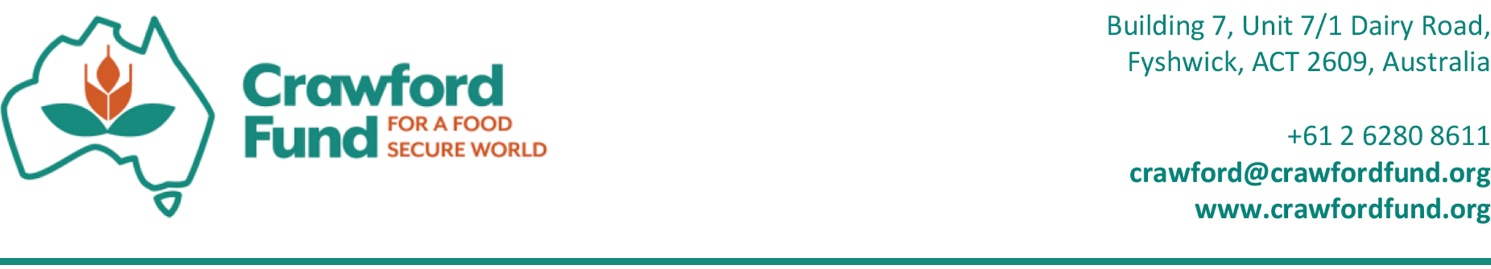 Crawford
Fund FOR A FOOD
SECURE WORLD
Building 7, Unit 7/1 Dairy Road,
Fyshwick, ACT 2609, Australia
+61 2 6280 8611
crawford@crawfordfund.org
www.crawfordfund.org